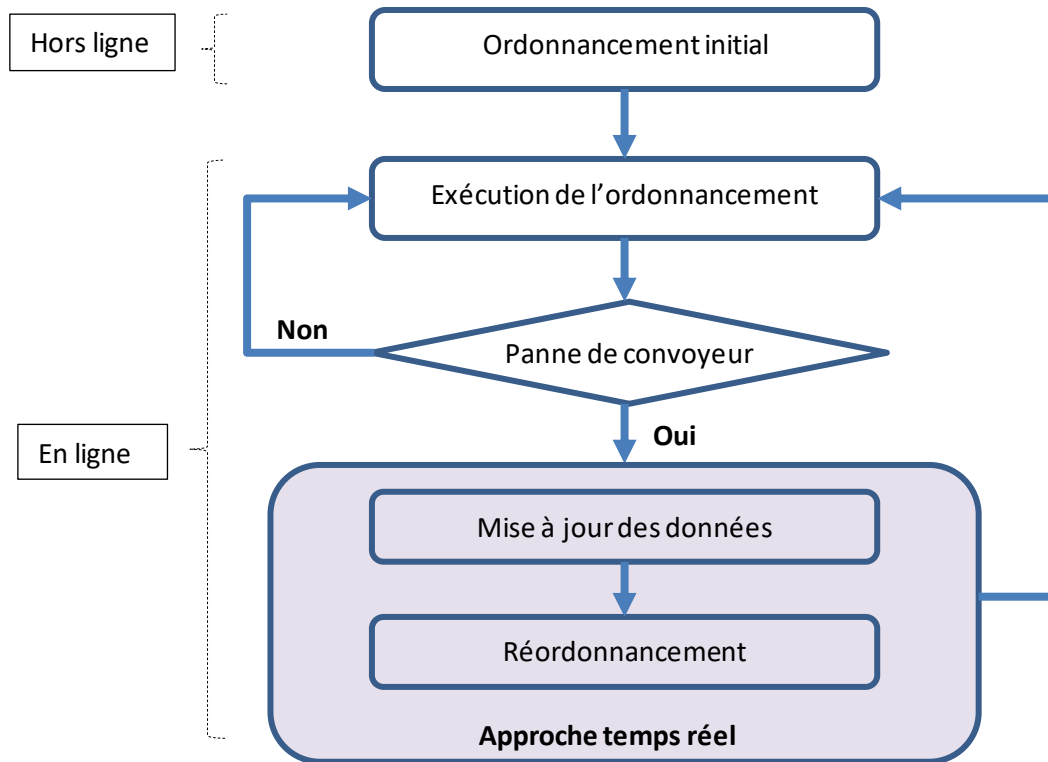 Hors ligne
Ordonnancement initial
Exécution de l’ordonnancement
Non
Panne de convoyeur
Oui
En ligne
Mise à jour des données
Réordonnancement
Approche temps réel